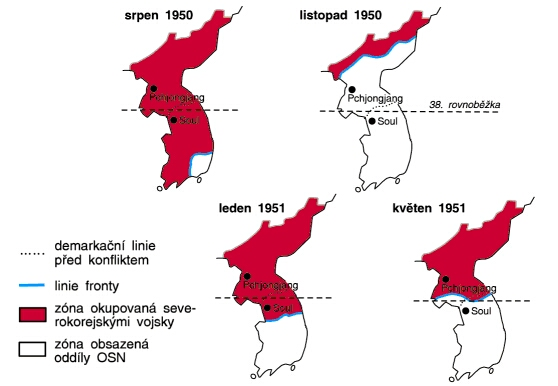 srpen 1950
listopad 1950
Pchjongjang
Soul
Pchjongjang
38. rovnoběžka
Soul
leden 1951
květen 1951
Pchjongjang
Soul
Pchjongjang
Soul
demarkační linie
před konfliktem
linie fronty
zóna okupovaná seve-
rokorejskými vojsky
zóna obsazená
oddíly OSN